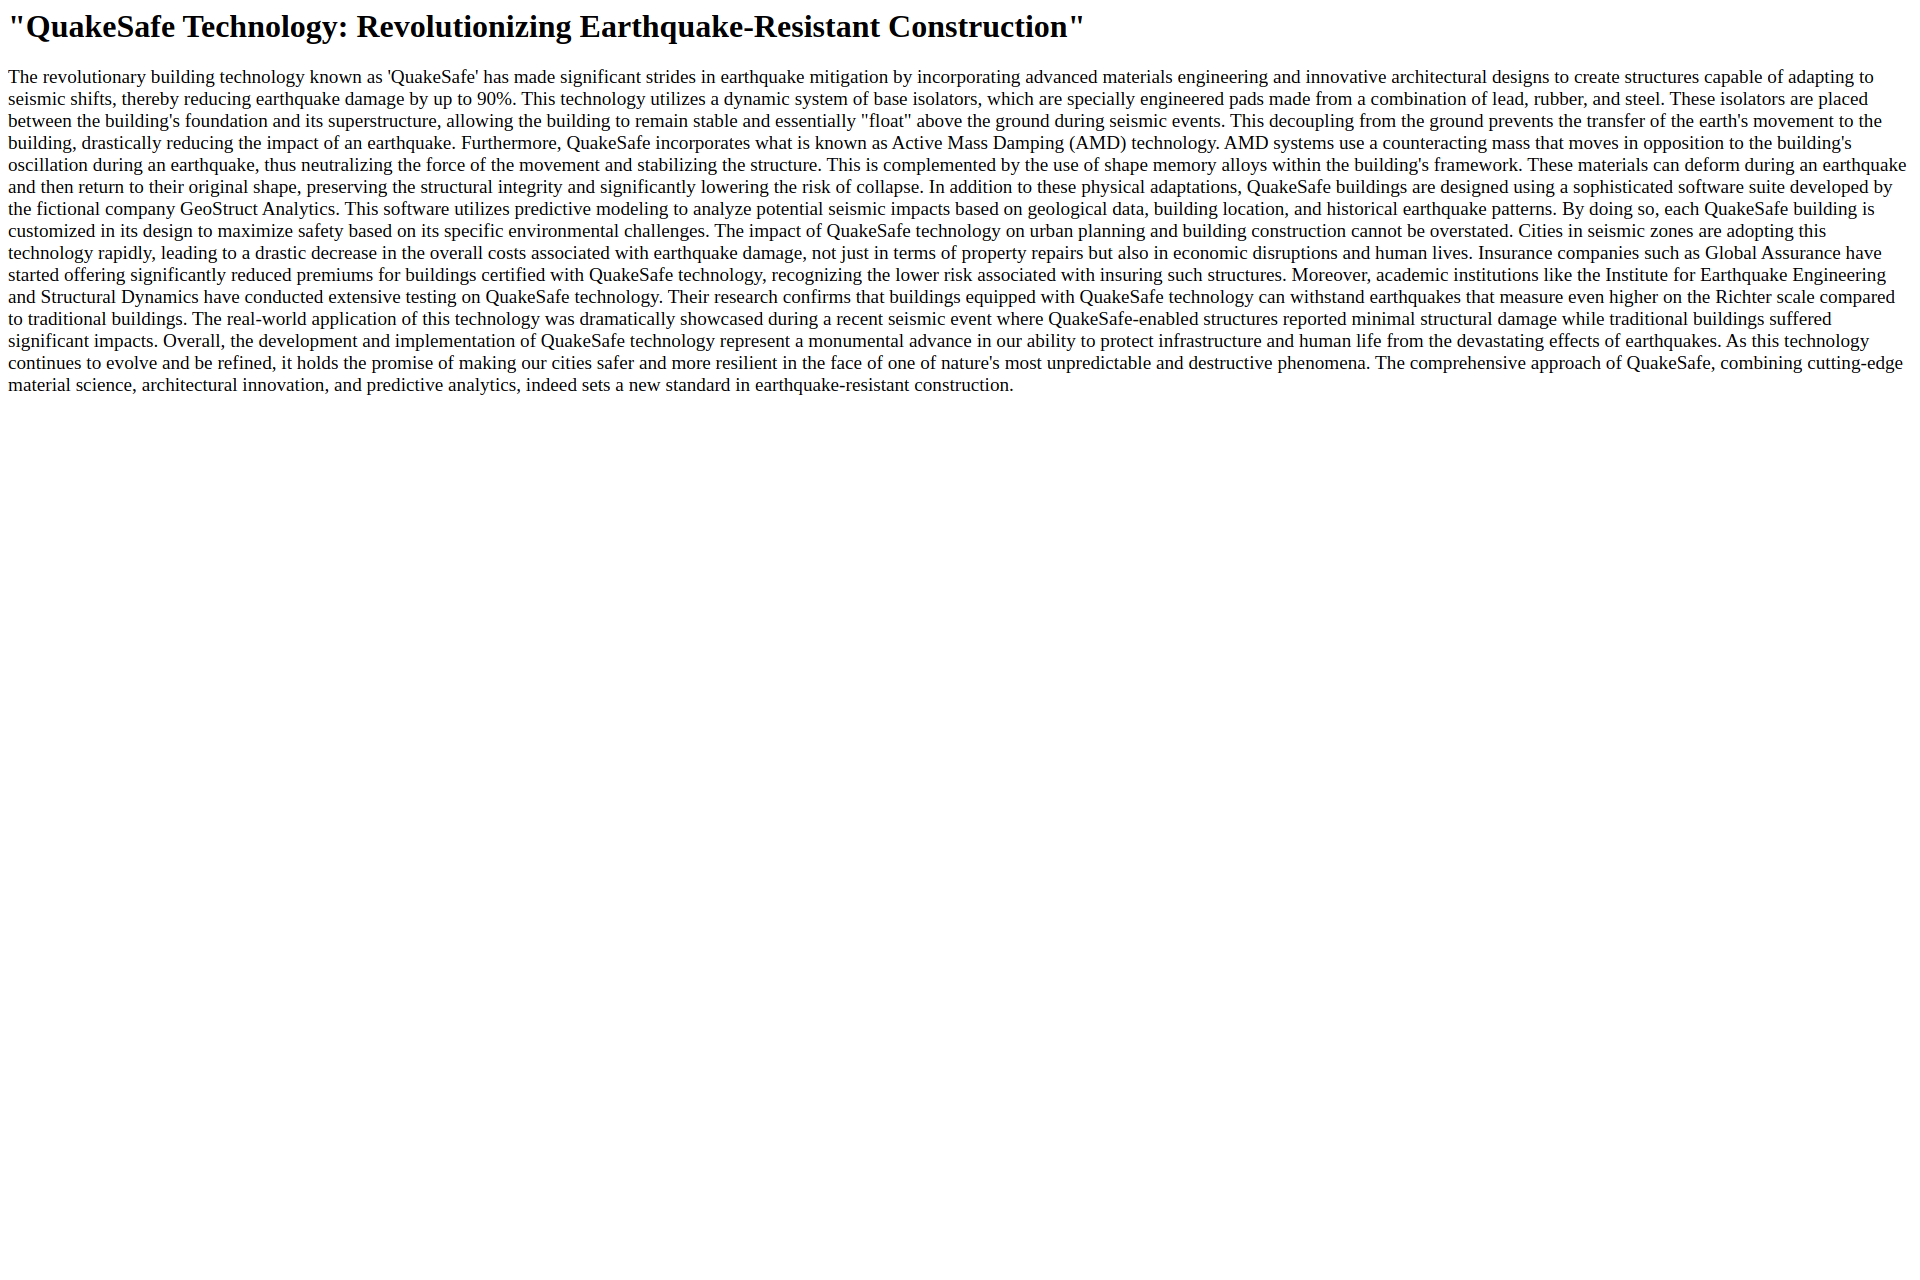 "QuakeSafe Technology: Revolutionizing Earthquake-Resistant Construction"
The revolutionary building technology known as 'QuakeSafe' has made significant strides in earthquake mitigation by incorporating advanced materials engineering and innovative architectural designs to create structures capable of adapting to
seismic shifts, thereby reducing earthquake damage by up to 90%. This technology utilizes a dynamic system of base isolators, which are specially engineered pads made from a combination of lead, rubber, and steel. These isolators are placed
between the building's foundation and its superstructure, allowing the building to remain stable and essentially "float" above the ground during seismic events. This decoupling from the ground prevents the transfer of the earth's movement to the
building, drastically reducing the impact of an earthquake. Furthermore, QuakeSafe incorporates what is known as Active Mass Damping (AMD) technology. AMD systems use a counteracting mass that moves in opposition to the building's
oscillation during an earthquake, thus neutralizing the force of the movement and stabilizing the structure. This is complemented by the use of shape memory alloys within the building's framework. These materials can deform during an earthquake
and then return to their original shape, preserving the structural integrity and significantly lowering the risk of collapse. In addition to these physical adaptations, QuakeSafe buildings are designed using a sophisticated software suite developed by
the fictional company GeoStruct Analytics. This software utilizes predictive modeling to analyze potential seismic impacts based on geological data, building location, and historical earthquake patterns. By doing so, each QuakeSafe building is
customized in its design to maximize safety based on its specific environmental challenges. The impact of QuakeSafe technology on urban planning and building construction cannot be overstated. Cities in seismic zones are adopting this
technology rapidly, leading to a drastic decrease in the overall costs associated with earthquake damage, not just in terms of property repairs but also in economic disruptions and human lives. Insurance companies such as Global Assurance have
started offering significantly reduced premiums for buildings certified with QuakeSafe technology, recognizing the lower risk associated with insuring such structures. Moreover, academic institutions like the Institute for Earthquake Engineering
and Structural Dynamics have conducted extensive testing on QuakeSafe technology. Their research confirms that buildings equipped with QuakeSafe technology can withstand earthquakes that measure even higher on the Richter scale compared
to traditional buildings. The real-world application of this technology was dramatically showcased during a recent seismic event where QuakeSafe-enabled structures reported minimal structural damage while traditional buildings suffered
significant impacts. Overall, the development and implementation of QuakeSafe technology represent a monumental advance in our ability to protect infrastructure and human life from the devastating effects of earthquakes. As this technology
continues to evolve and be refined, it holds the promise of making our cities safer and more resilient in the face of one of nature's most unpredictable and destructive phenomena. The comprehensive approach of QuakeSafe, combining cutting-edge
material science, architectural innovation, and predictive analytics, indeed sets a new standard in earthquake-resistant construction.